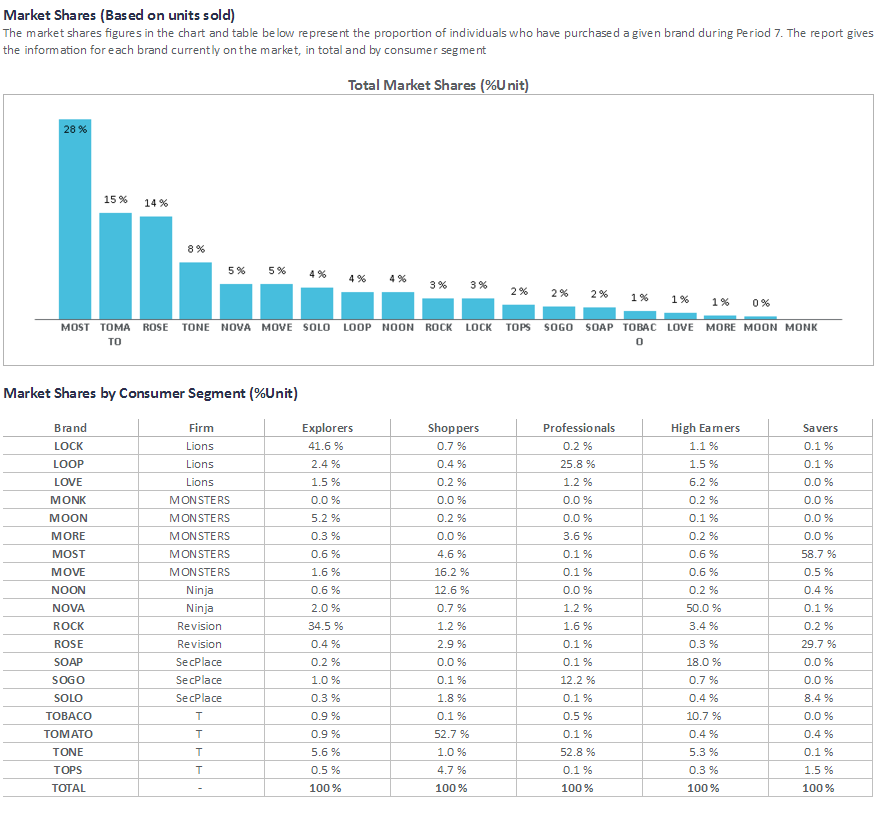 Market Shares (Based on units sold)
The market shares figures in the chart and table below represent the proportion of individuals who have purchased a given brand during Period 7. The report gives
the information for each brand currently on the market, in total and by consumer segment
Total Market Shares (%Unit)
28 %
15 %
14 %
8 %
5 %
5 %
4 %
4 %
4 %
3 %
3 %
2 %
2 %
2 %
1 %
1 %
1 %
0 %
MOST TOMA ROSE TONE NOVA MOVE SOLO LOOP NOON ROCK LOCK TOPS SOGO SOAP TOBAC LOVE MORE MOON MONK
TO O
Market Shares by Consumer Segment (%Unit)
Brand Firm Explorers Shoppers Professionals High Earners Savers
LOCK Lions 41.6 % 0.7 % 0.2 % 1.1 % 0.1 %
LOOP Lions 2.4 % 0.4 % 25.8 % 1.5 % 0.1 %
LOVE Lions 1.5 % 0.2 % 1.2 % 6.2 % 0.0 %
MONK MONSTERS 0.0 % 0.0 % 0.0 % 0.2 % 0.0 %
MOON MONSTERS 5.2 % 0.2 % 0.0 % 0.1 % 0.0 %
MORE MONSTERS 0.3 % 0.0 % 3.6 % 0.2 % 0.0 %
MOST MONSTERS 0.6 % 4.6 % 0.1 % 0.6 % 58.7 %
MOVE MONSTERS 1.6 % 16.2 % 0.1 % 0.6 % 0.5 %
NOON Ninja 0.6 % 12.6 % 0.0 % 0.2 % 0.4 %
NOVA Ninja 2.0 % 0.7 % 1.2 % 50.0 % 0.1 %
ROCK Revision 34.5 % 1.2 % 1.6 % 3.4 % 0.2 %
ROSE Revision 0.4 % 2.9 % 0.1 % 0.3 % 29.7 %
SOAP SecPlace 0.2 % 0.0 % 0.1 % 18.0 % 0.0 %
SOGO SecPlace 1.0 % 0.1 % 12.2 % 0.7 % 0.0 %
SOLO SecPlace 0.3 % 1.8 % 0.1 % 0.4 % 8.4 %
TOBACO T 0.9 % 0.1 % 0.5 % 10.7 % 0.0 %
TOMATO T 0.9 % 52.7 % 0.1 % 0.4 % 0.4 %
TONE T 5.6 % 1.0 % 52.8 % 5.3 % 0.1 %
TOPS T 0.5 % 4.7 % 0.1 % 0.3 % 1.5 %
TOTAL - 100 % 100 % 100 % 100 % 100 %